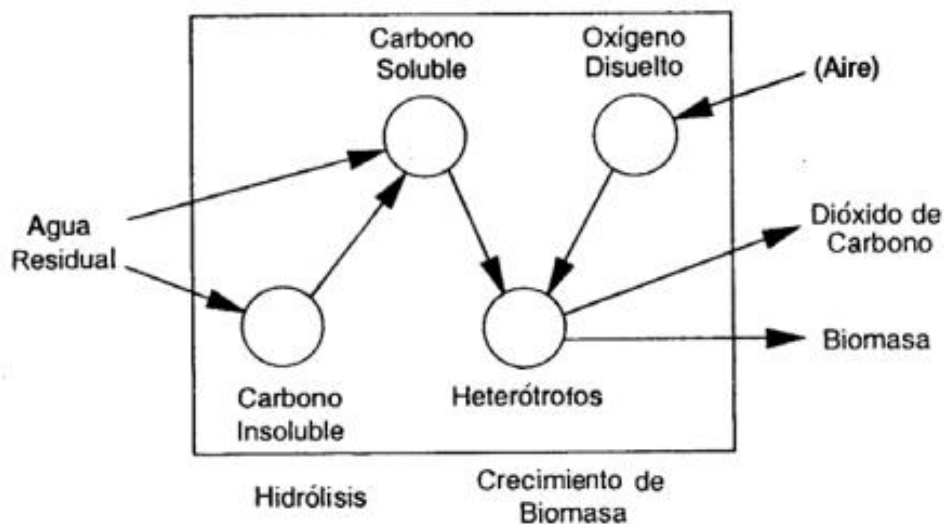 Carbono
Soluble
Oxígeno
Disuelto
(Aire)
Agua
Residual
Dióxido de
Carbono
Biomasa
Carbono
Insoluble
Heterótrofos
Hidrólisis
Crecimiento de
Biomasa